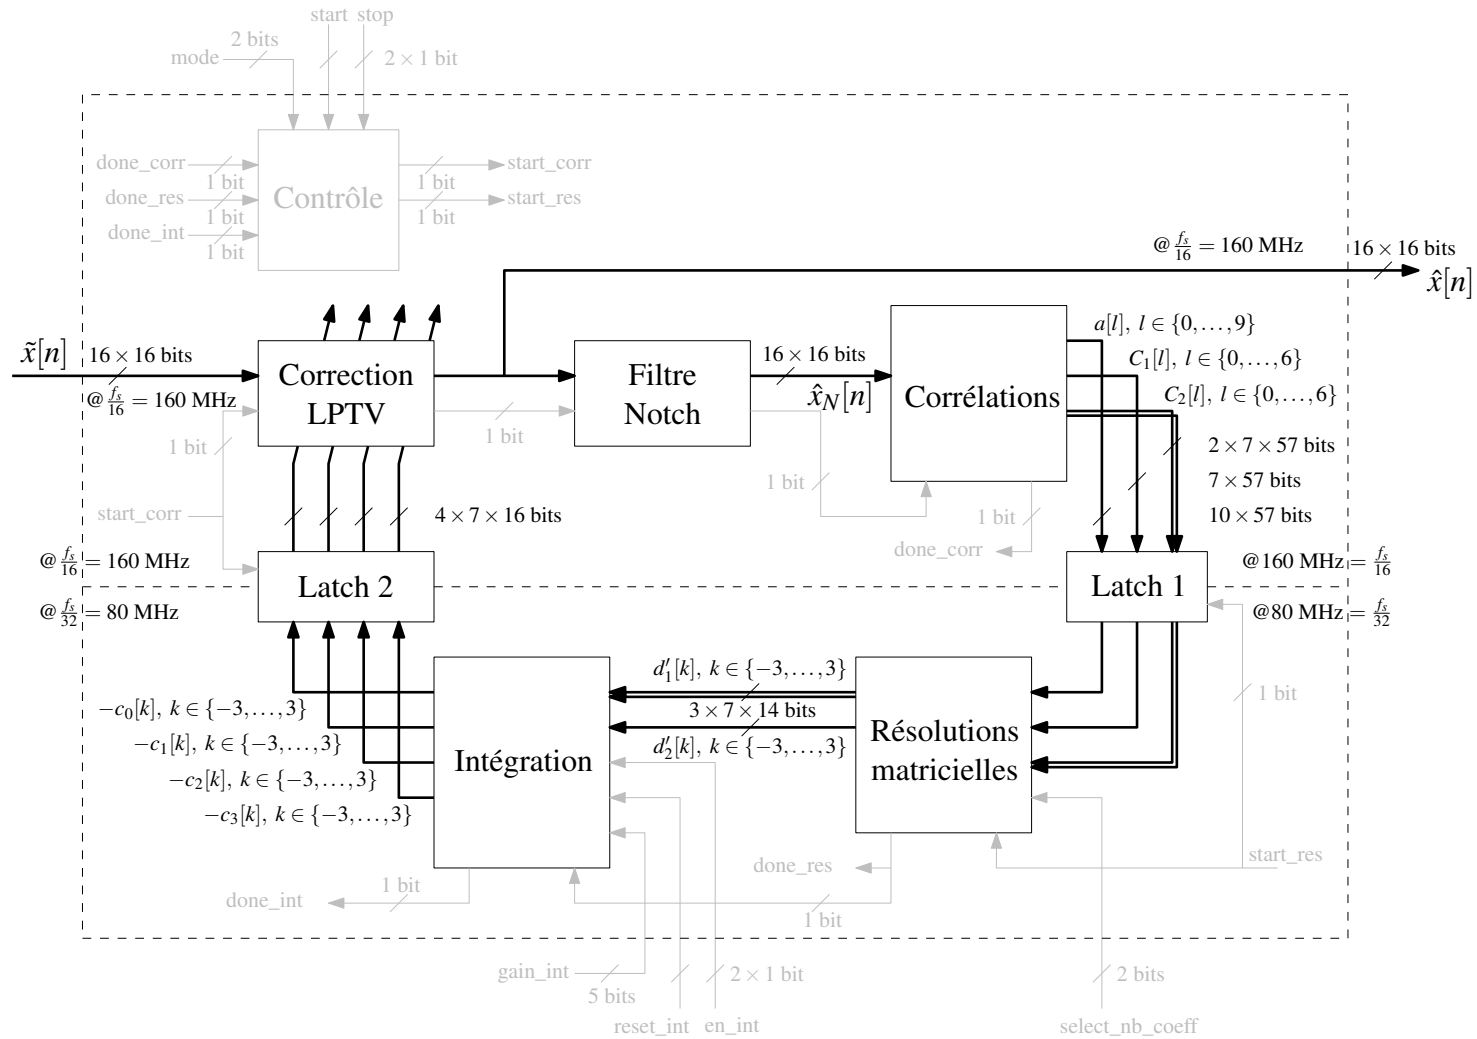 start stop
2 bits
mode
2 × 1 bit
done_corr
1 bit
done_res
1 bit
done_int
1 bit
Contrôle
1 bit
start_corr
1 bit
start_res
@ f_s/16 = 160 MHz
16 × 16 bits
x̂[n]
x̃[n]
16 × 16 bits
@ f_s/16 = 160 MHz
Correction
LPTV
1 bit
Filtre
Notch
16 × 16 bits
x̂_N[n]
Corrélations
a[l], l ∈ {0,…,9}
C₁[l], l ∈ {0,…,6}
C₂[l], l ∈ {0,…,6}
1 bit
2 × 7 × 57 bits
7 × 57 bits
10 × 57 bits
1 bit
1 bit
done_corr
start_corr
4 × 7 × 16 bits
@ f_s/16 = 160 MHz
@ f_s/32 = 80 MHz
Latch 2
Latch 1
@160 MHz = f_s/16
@80 MHz = f_s/32
−c₀[k], k ∈ {−3,…,3}
−c₁[k], k ∈ {−3,…,3}
−c₂[k], k ∈ {−3,…,3}
−c₃[k], k ∈ {−3,…,3}
Intégration
d′₁[k], k ∈ {−3,…,3}
3 × 7 × 14 bits
d′₂[k], k ∈ {−3,…,3}
Résolutions
matricielles
1 bit
start_res
done_res
1 bit
done_int
1 bit
gain_int
5 bits
2 × 1 bit
reset_int
en_int
2 bits
select_nb_coeff